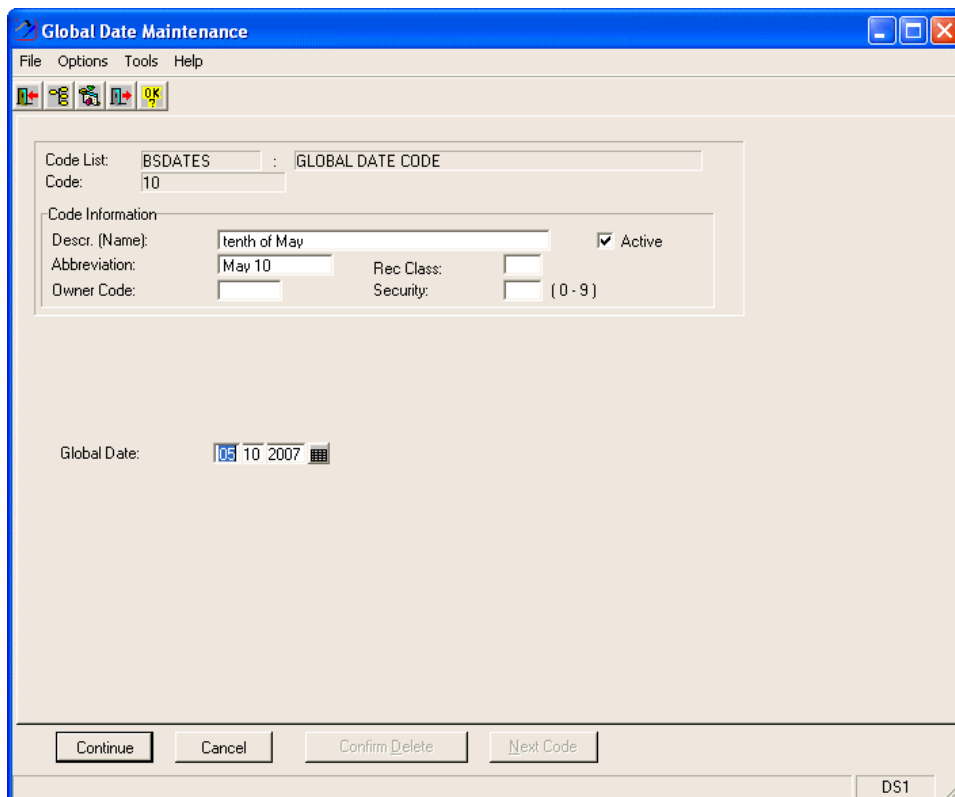 Global Date Maintenance
File Options Tools Help
OK ?
Code List: BSDATES : GLOBAL DATE CODE
Code: 10
Code Information
Descr. (Name): tenth of May Active
Abbreviation: May 10 Rec Class:
Owner Code: Security: ( 0 - 9 )
Global Date: 05 10 2007
Continue Cancel Confirm Delete Next Code
DS1